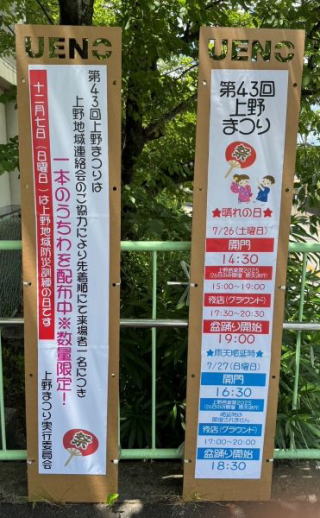 UENO
第43回上野まつりは
上野地域連絡会のご協力により先着順にて来場者一名につき
一本のうちわを配布中※数量限定!
十二月七日(日曜日)は上野地域防災訓練の日です
上野まつり実行委員会
祭
UENO
第43回
上野
まつり
祭
★晴れの日★
7/26(土曜日)
開門
14:30
15:00〜19:00
夜店(グラウンド)
17:30〜20:30
盆踊り開始
19:00
★雨天順延時★
7/27(日曜日)
開門
16:30
夜店(グラウンド)
17:00〜20:00
盆踊り開始
18:30